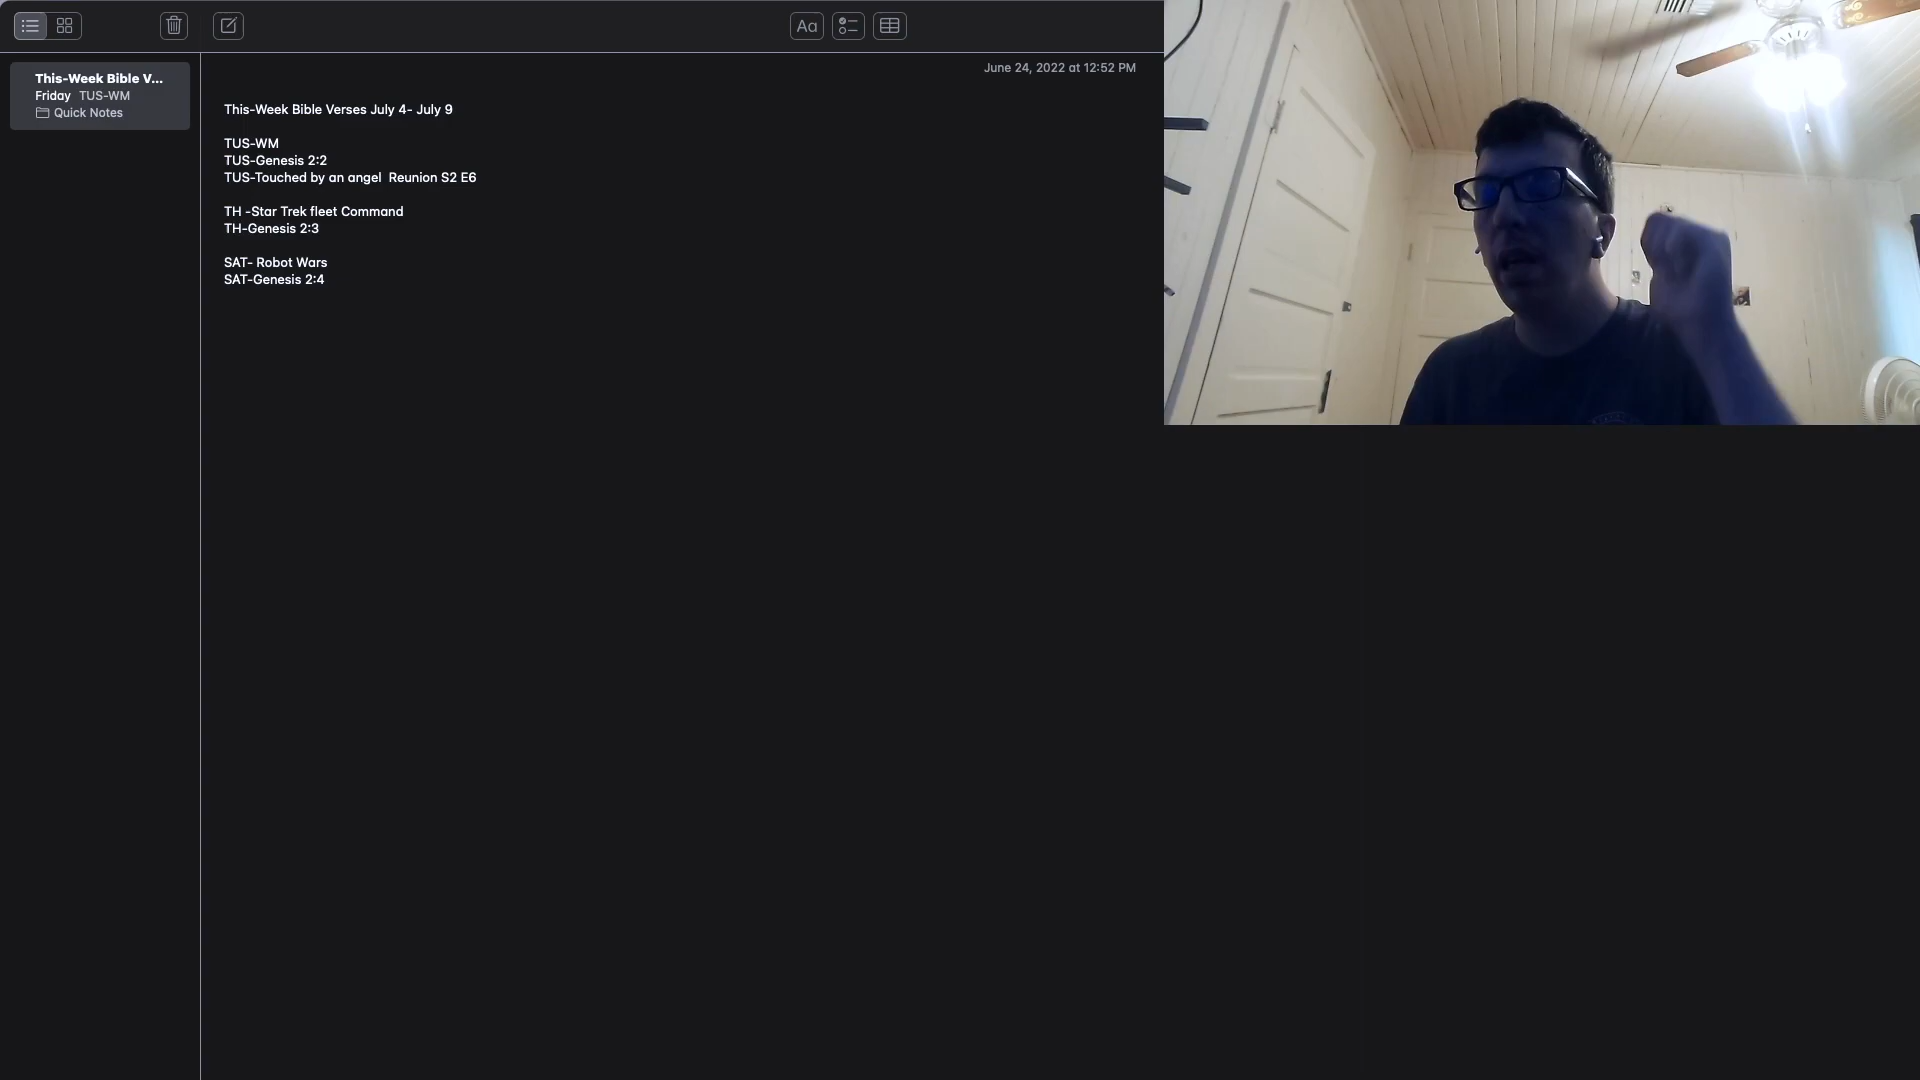 Aa
This-Week Bible V...
Friday TUS-WM
Quick Notes
June 24, 2022 at 12:52 PM
This-Week Bible Verses July 4- July 9
TUS-WM
TUS-Genesis 2:2
TUS-Touched by an angel  Reunion S2 E6
TH -Star Trek fleet Command
TH-Genesis 2:3
SAT- Robot Wars
SAT-Genesis 2:4